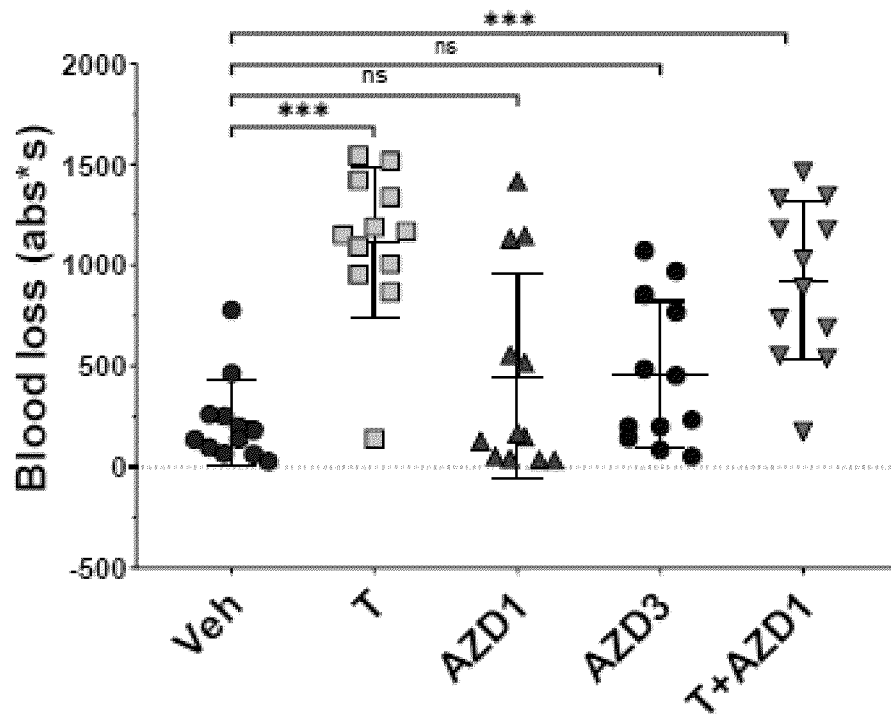 ***
ns
ns
***
2000
1500
1000
500
0
-500
Blood loss (abs*s)
Veh
T
AZD1
AZD3
T+AZD1